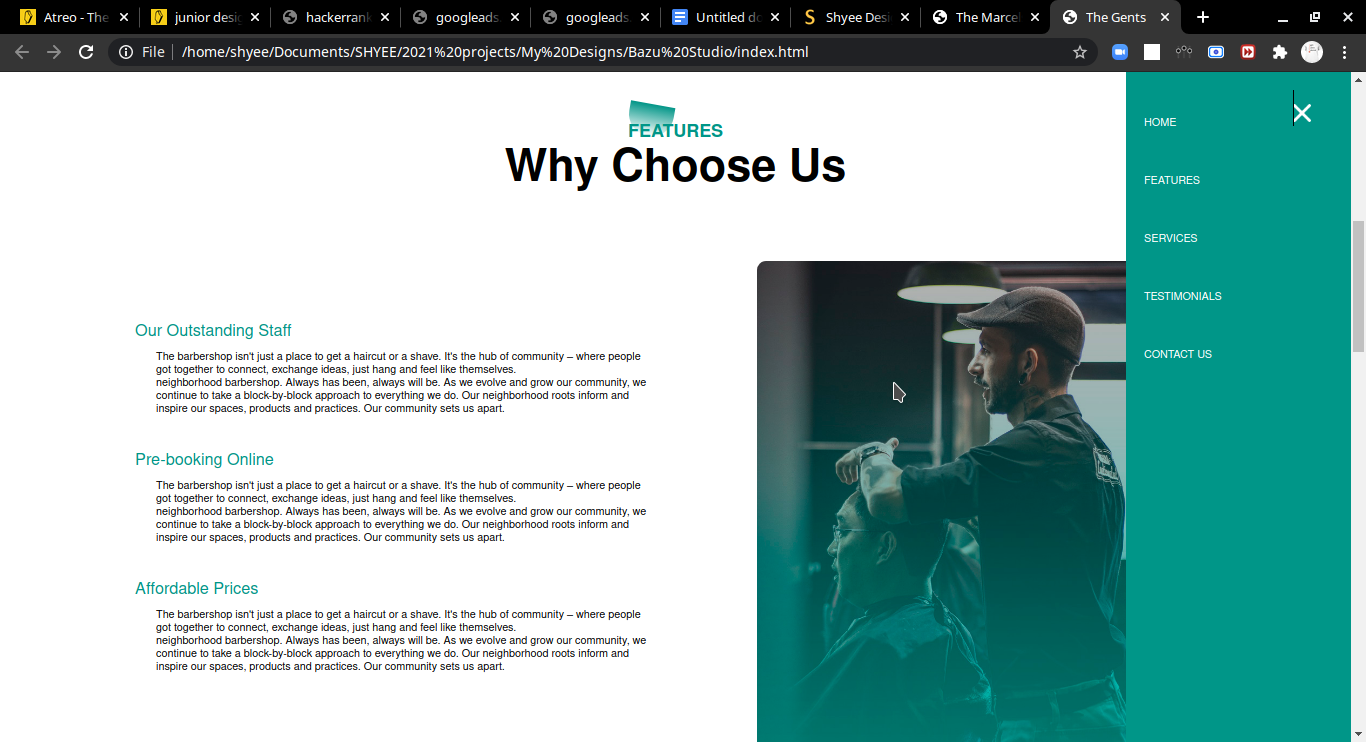 Atreo - The
junior desig
hackerrank
googleads.
googleads.
Untitled do
Shyee Desi
The Marcel
The Gents
File
/home/shyee/Documents/SHYEE/2021%20projects/My%20Designs/Bazu%20Studio/index.html
FEATURES
Why Choose Us
HOME
FEATURES
SERVICES
TESTIMONIALS
CONTACT US
Our Outstanding Staff
The barbershop isn't just a place to get a haircut or a shave. It's the hub of community – where people
got together to connect, exchange ideas, just hang and feel like themselves.
neighborhood barbershop. Always has been, always will be. As we evolve and grow our community, we
continue to take a block-by-block approach to everything we do. Our neighborhood roots inform and
inspire our spaces, products and practices. Our community sets us apart.
Pre-booking Online
The barbershop isn't just a place to get a haircut or a shave. It's the hub of community – where people
got together to connect, exchange ideas, just hang and feel like themselves.
neighborhood barbershop. Always has been, always will be. As we evolve and grow our community, we
continue to take a block-by-block approach to everything we do. Our neighborhood roots inform and
inspire our spaces, products and practices. Our community sets us apart.
Affordable Prices
The barbershop isn't just a place to get a haircut or a shave. It's the hub of community – where people
got together to connect, exchange ideas, just hang and feel like themselves.
neighborhood barbershop. Always has been, always will be. As we evolve and grow our community, we
continue to take a block-by-block approach to everything we do. Our neighborhood roots inform and
inspire our spaces, products and practices. Our community sets us apart.